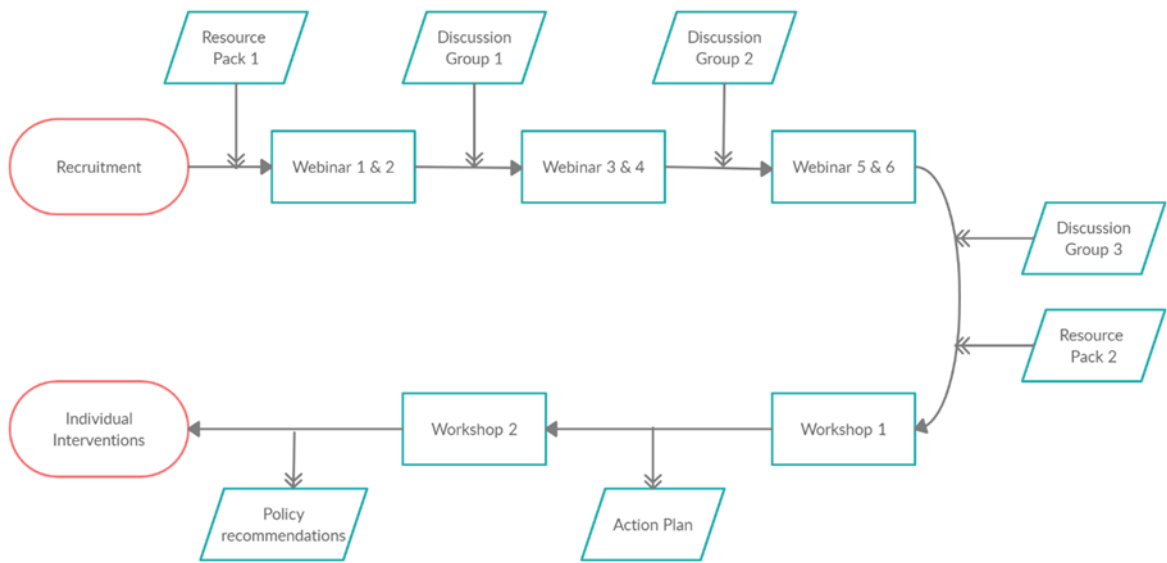 Resource
Pack 1
Discussion
Group 1
Discussion
Group 2
Recruitment
Webinar 1 & 2
Webinar 3 & 4
Webinar 5 & 6
Discussion
Group 3
Resource
Pack 2
Individual
Interventions
Workshop 2
Workshop 1
Policy
recommendations
Action Plan